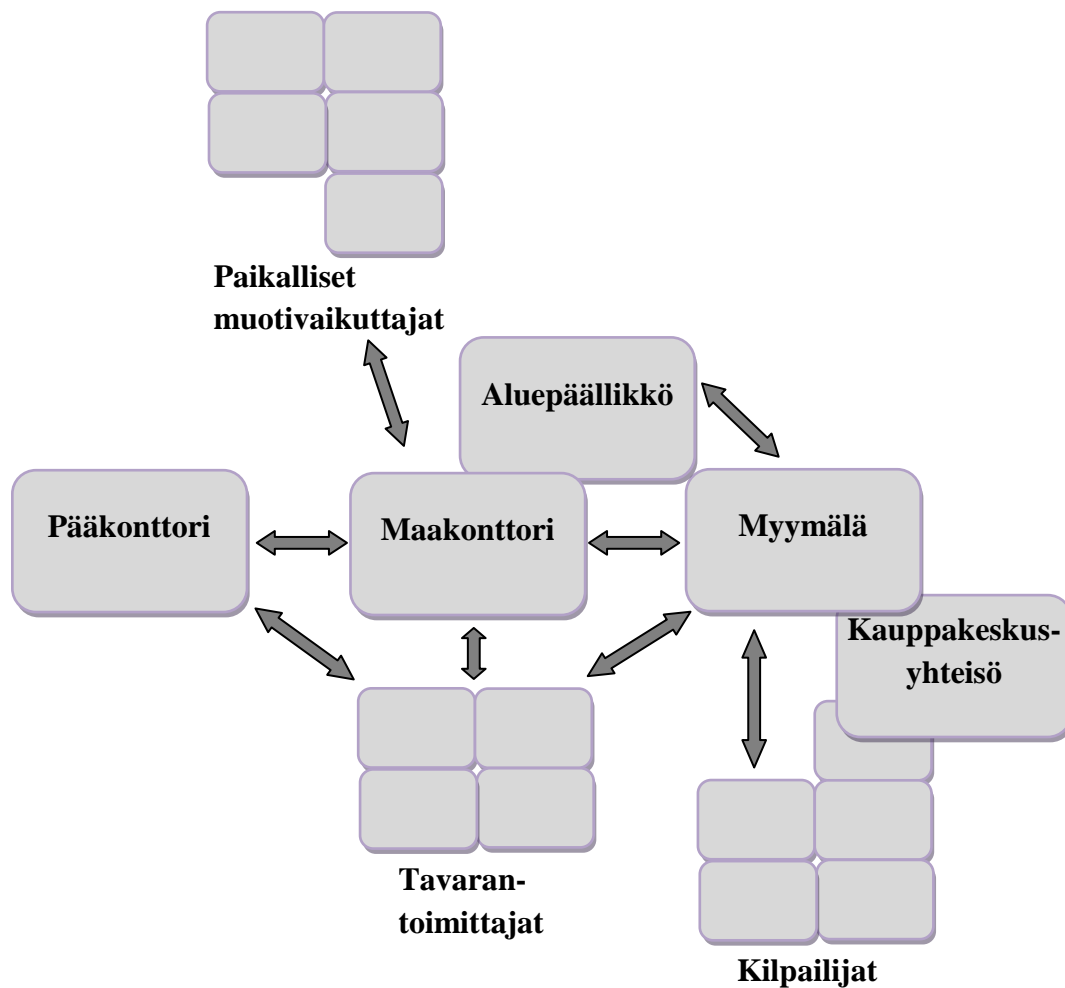 Paikalliset
muotivaikuttajat
Aluepäällikkö
Pääkonttori
Maakonttori
Myymälä
Kauppakeskus-
yhteisö
Tavaran-
toimittajat
Kilpailijat